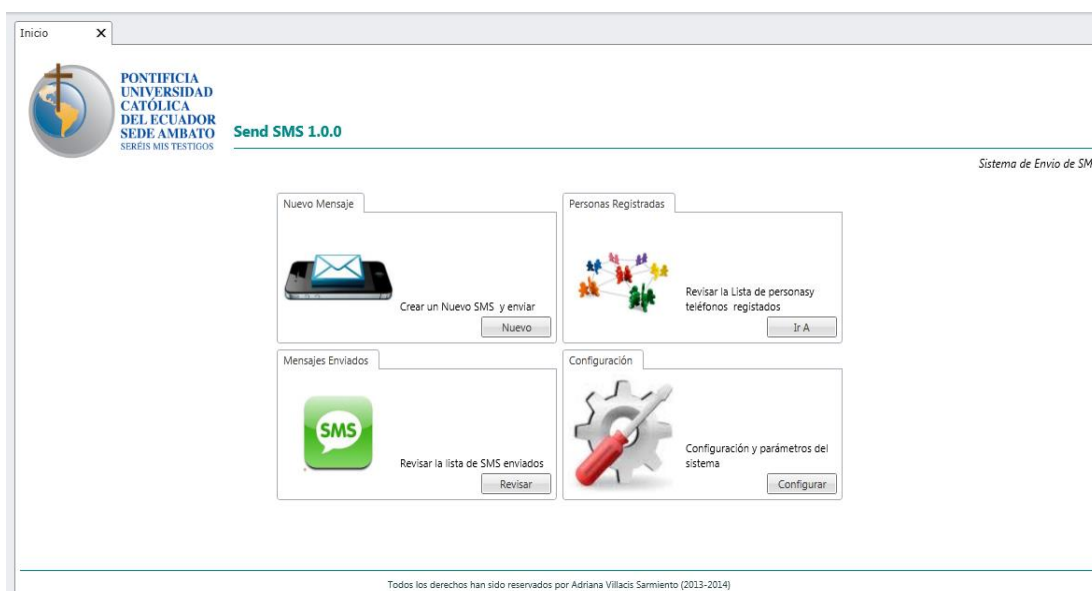 Inicio X
PONTIFICIA
UNIVERSIDAD
CATÓLICA
DEL ECUADOR
SEDE AMBATO
SERÉIS MIS TESTIGOS
Send SMS 1.0.0
Sistema de Envio de SM
Nuevo Mensaje
Crear un Nuevo SMS y enviar
Nuevo
Personas Registradas
Revisar la Lista de personasy
teléfonos registados
Ir A
Mensajes Enviados
SMS
Revisar la lista de SMS enviados
Revisar
Configuración
Configuración y parámetros del
sistema
Configurar
Todos los derechos han sido reservados por Adriana Villacis Sarmiento (2013-2014)